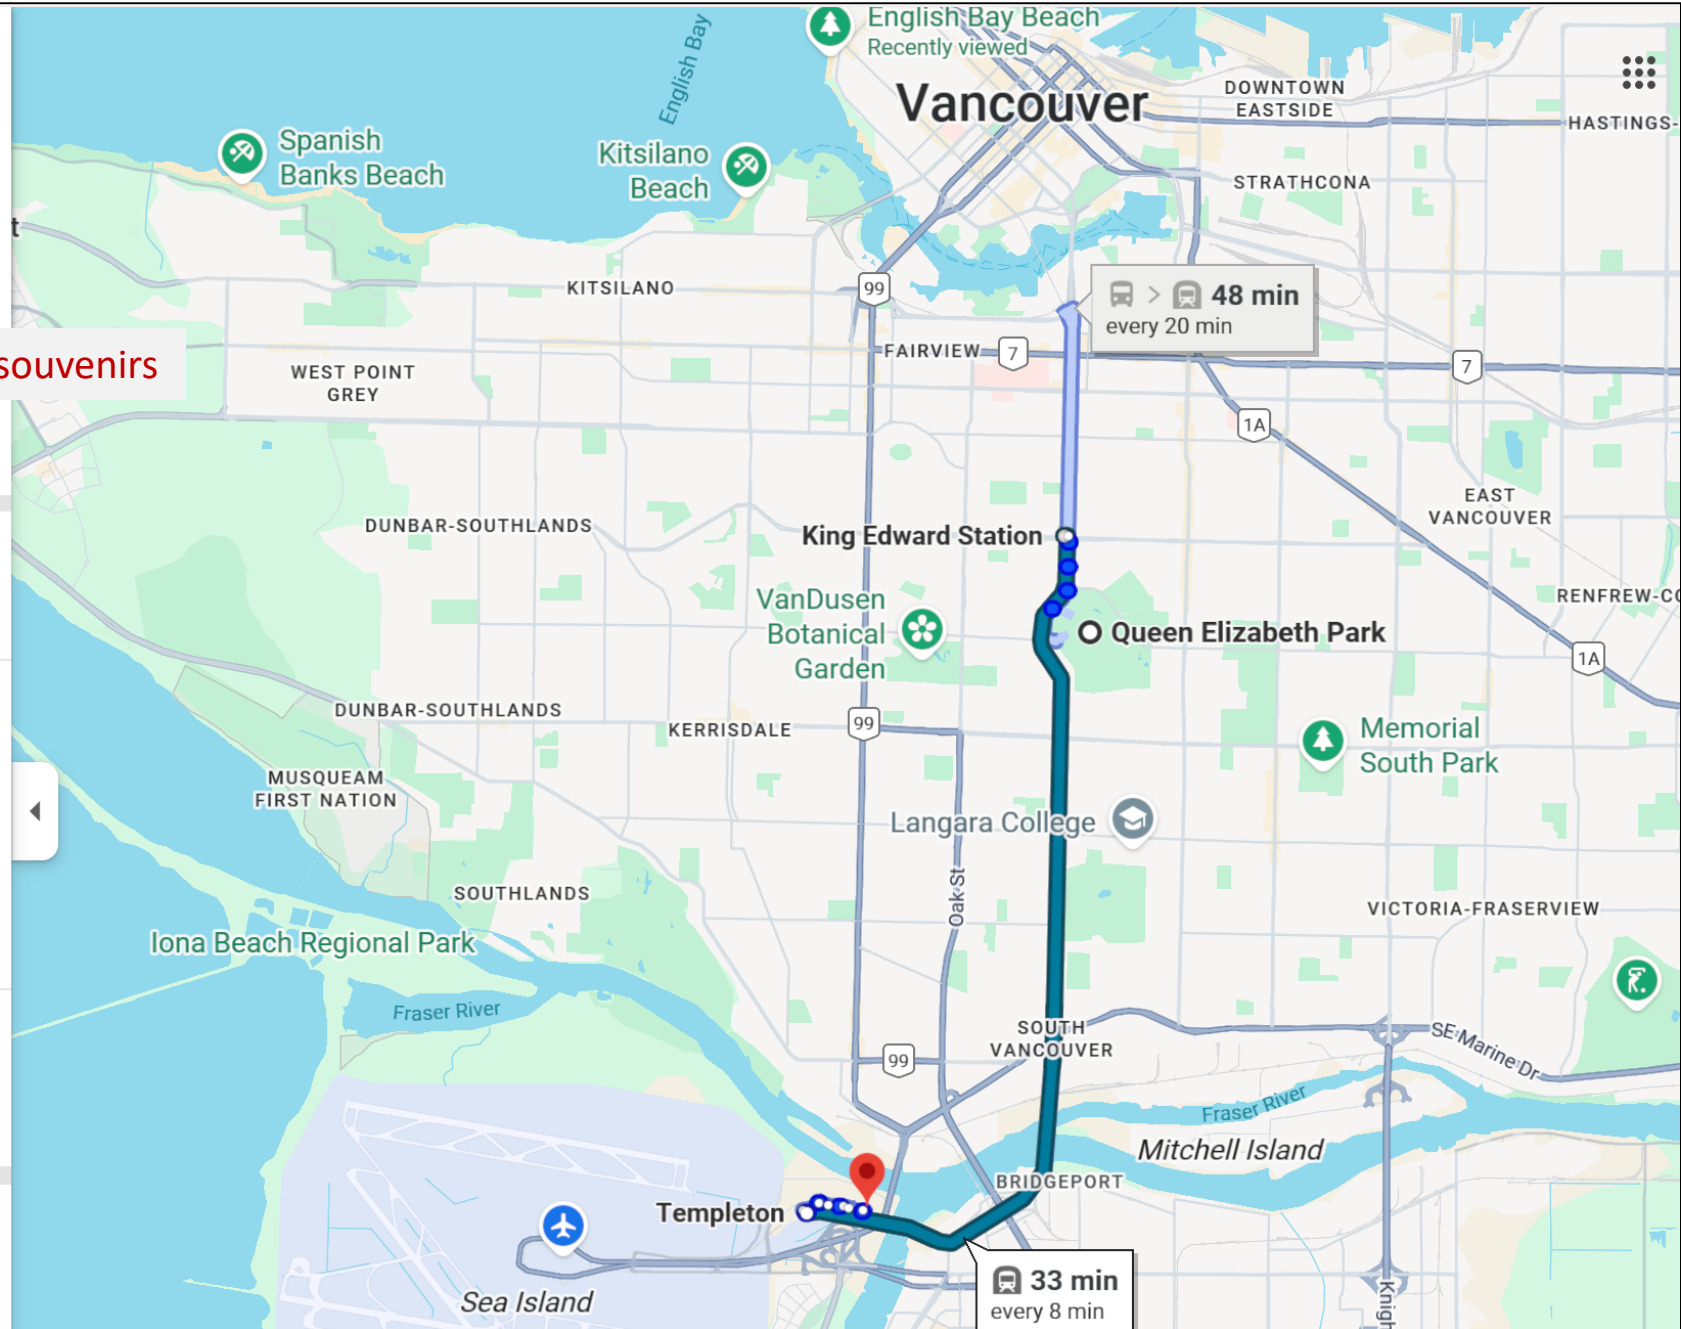 English Bay Beach
Recently viewed
English Bay
Vancouver
DOWNTOWN
EASTSIDE
HASTINGS-
Spanish
Banks Beach
Kitsilano
Beach
STRATHCONA
t
KITSILANO
99
48 min
every 20 min
souvenirs
WEST POINT
GREY
FAIRVIEW
7
7
1A
EAST
VANCOUVER
DUNBAR-SOUTHLANDS
King Edward Station
VanDusen
Botanical
Garden
RENFREW-CO
Queen Elizabeth Park
1A
DUNBAR-SOUTHLANDS
KERRISDALE
99
Memorial
South Park
MUSQUEAM
FIRST NATION
Langara College
SOUTHLANDS
Oak St
VICTORIA-FRASERVIEW
Iona Beach Regional Park
Fraser River
SOUTH
VANCOUVER
99
SE Marine Dr
Fraser River
Mitchell Island
BRIDGEPORT
Templeton
33 min
every 8 min
Sea Island
Knigh